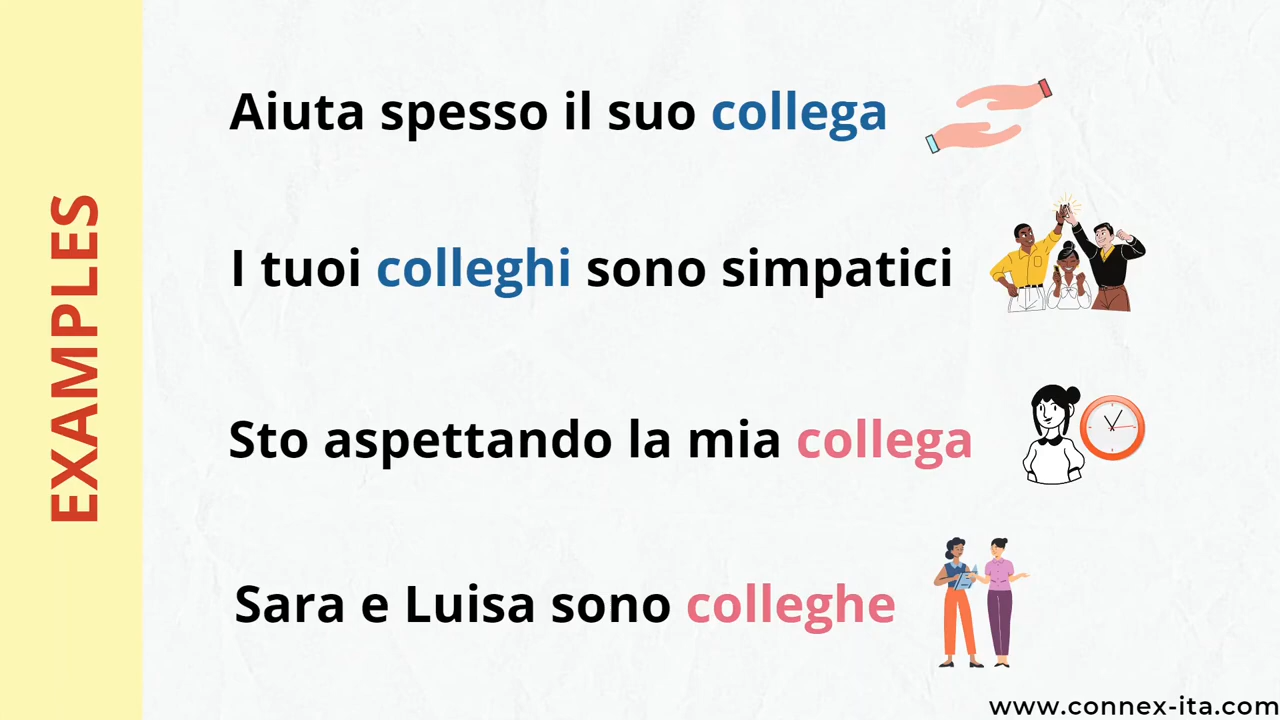 EXAMPLES
Aiuta spesso il suo collega
I tuoi colleghi sono simpatici
Sto aspettando la mia collega
Sara e Luisa sono colleghe
www.connex-ita.com